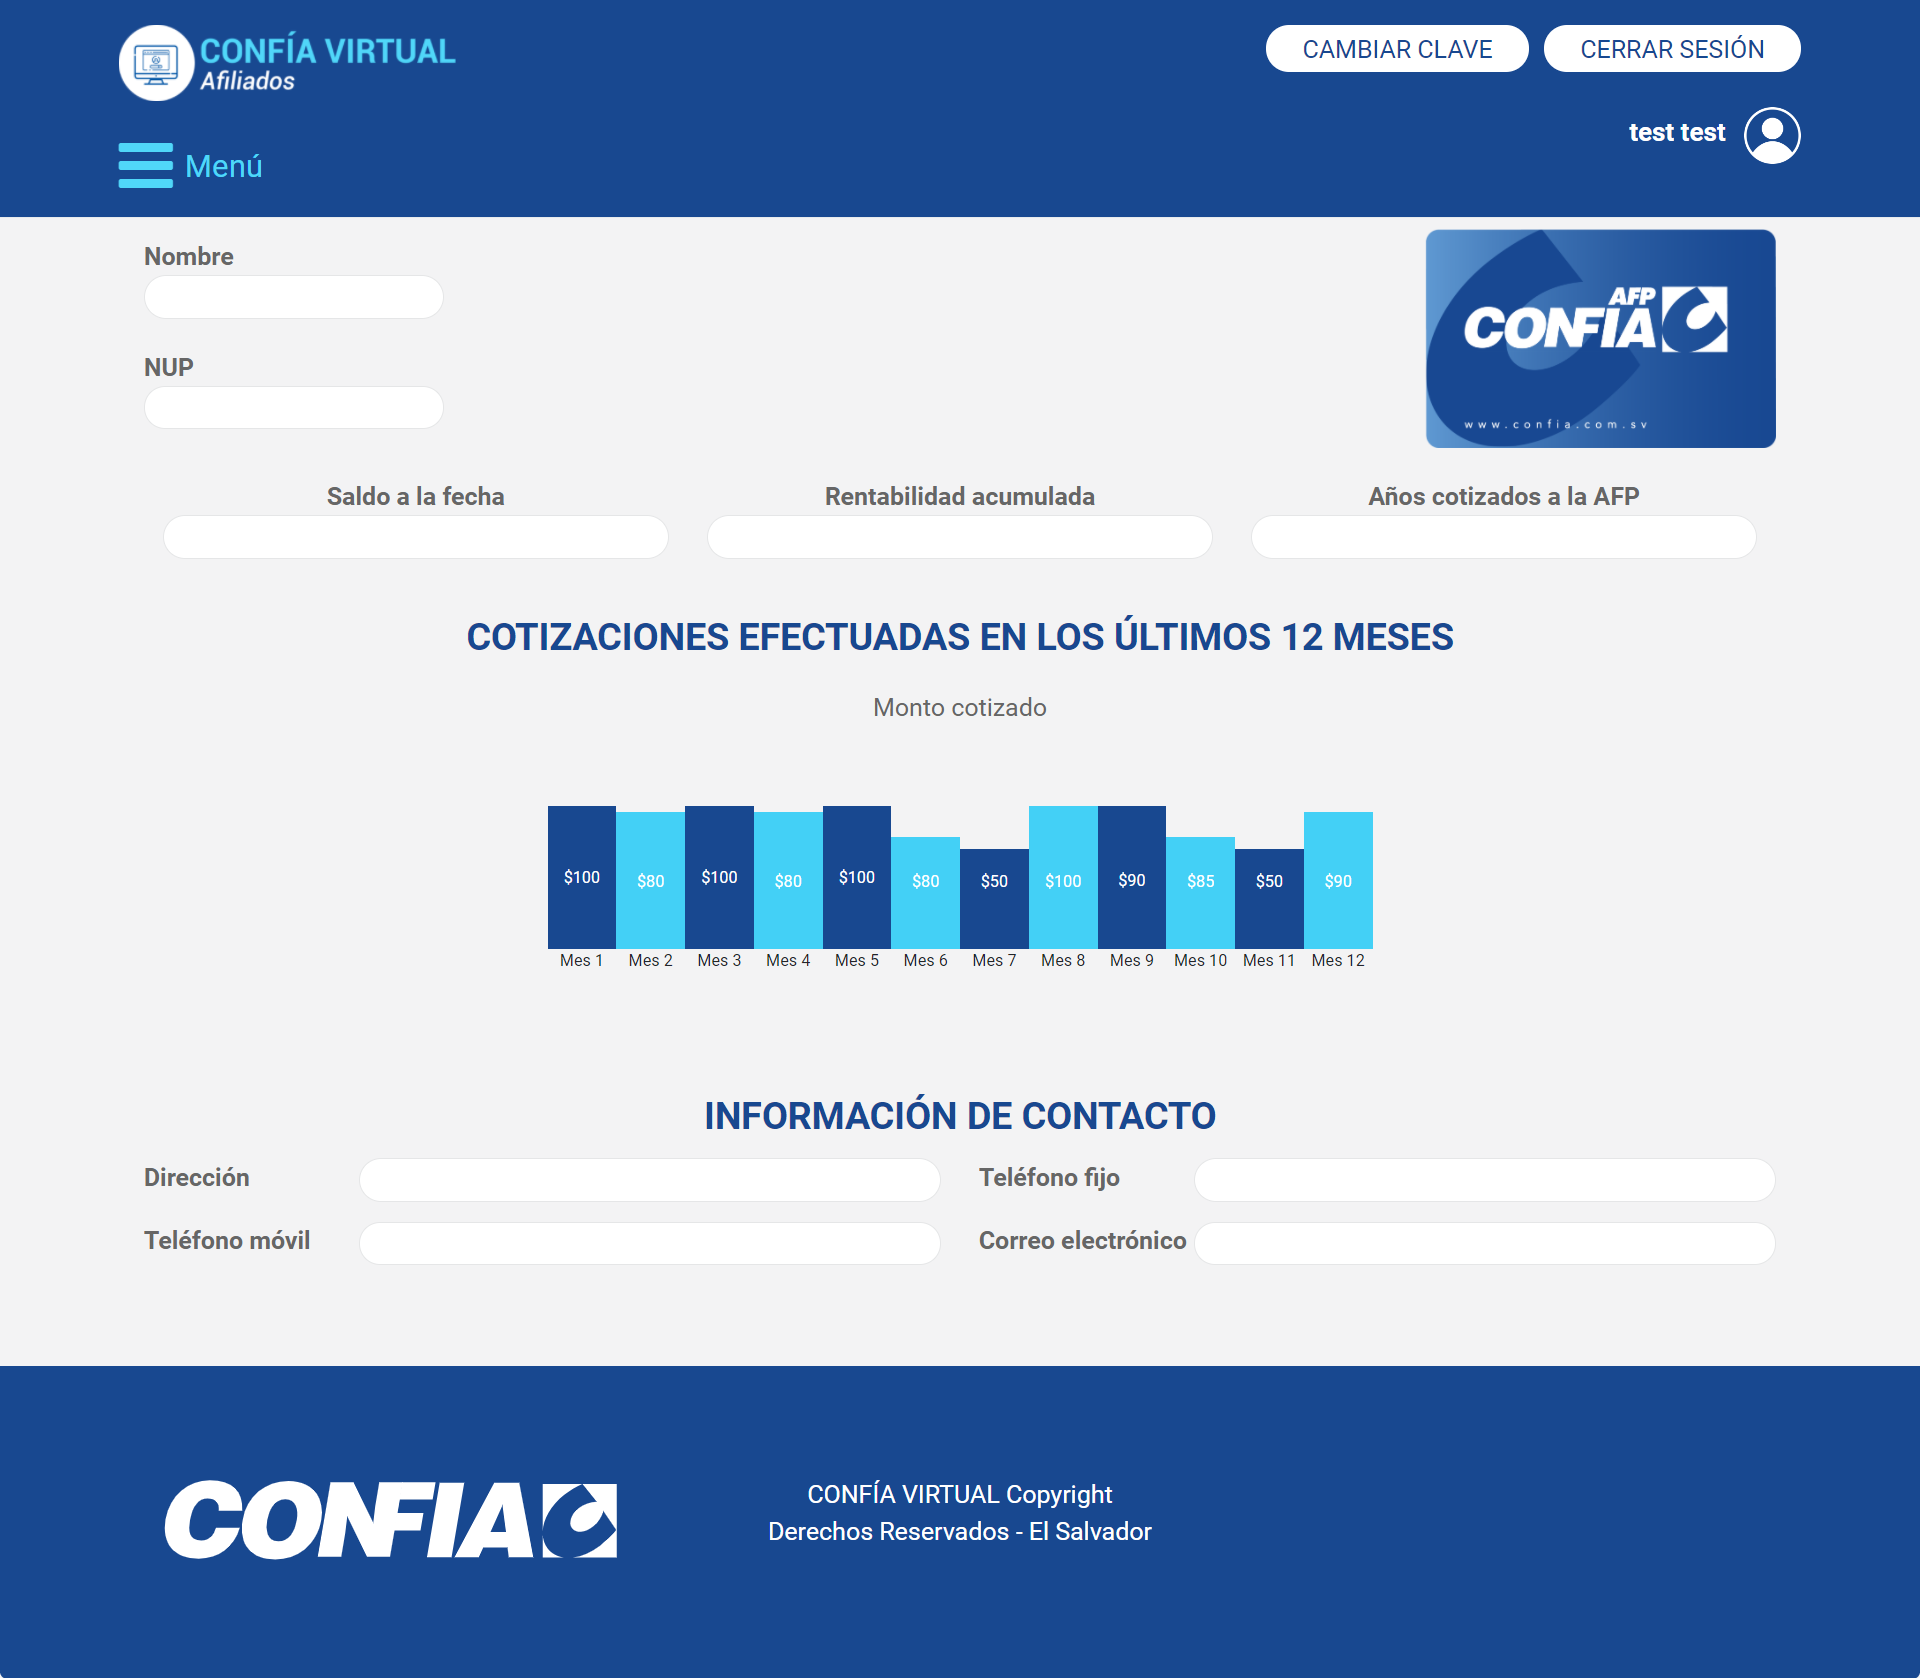 CONFÍA VIRTUAL
Afiliados
CAMBIAR CLAVE
CERRAR SESIÓN
test test
Menú
Nombre
NUP
AFP
CONFIA
www.confia.com.sv
Saldo a la fecha
Rentabilidad acumulada
Años cotizados a la AFP
COTIZACIONES EFECTUADAS EN LOS ÚLTIMOS 12 MESES
Monto cotizado
$100 $80 $100 $80 $100 $80 $50 $100 $90 $85 $50 $90
Mes 1 Mes 2 Mes 3 Mes 4 Mes 5 Mes 6 Mes 7 Mes 8 Mes 9 Mes 10 Mes 11 Mes 12
INFORMACIÓN DE CONTACTO
Dirección
Teléfono fijo
Teléfono móvil
Correo electrónico
CONFIA
CONFÍA VIRTUAL Copyright
Derechos Reservados - El Salvador